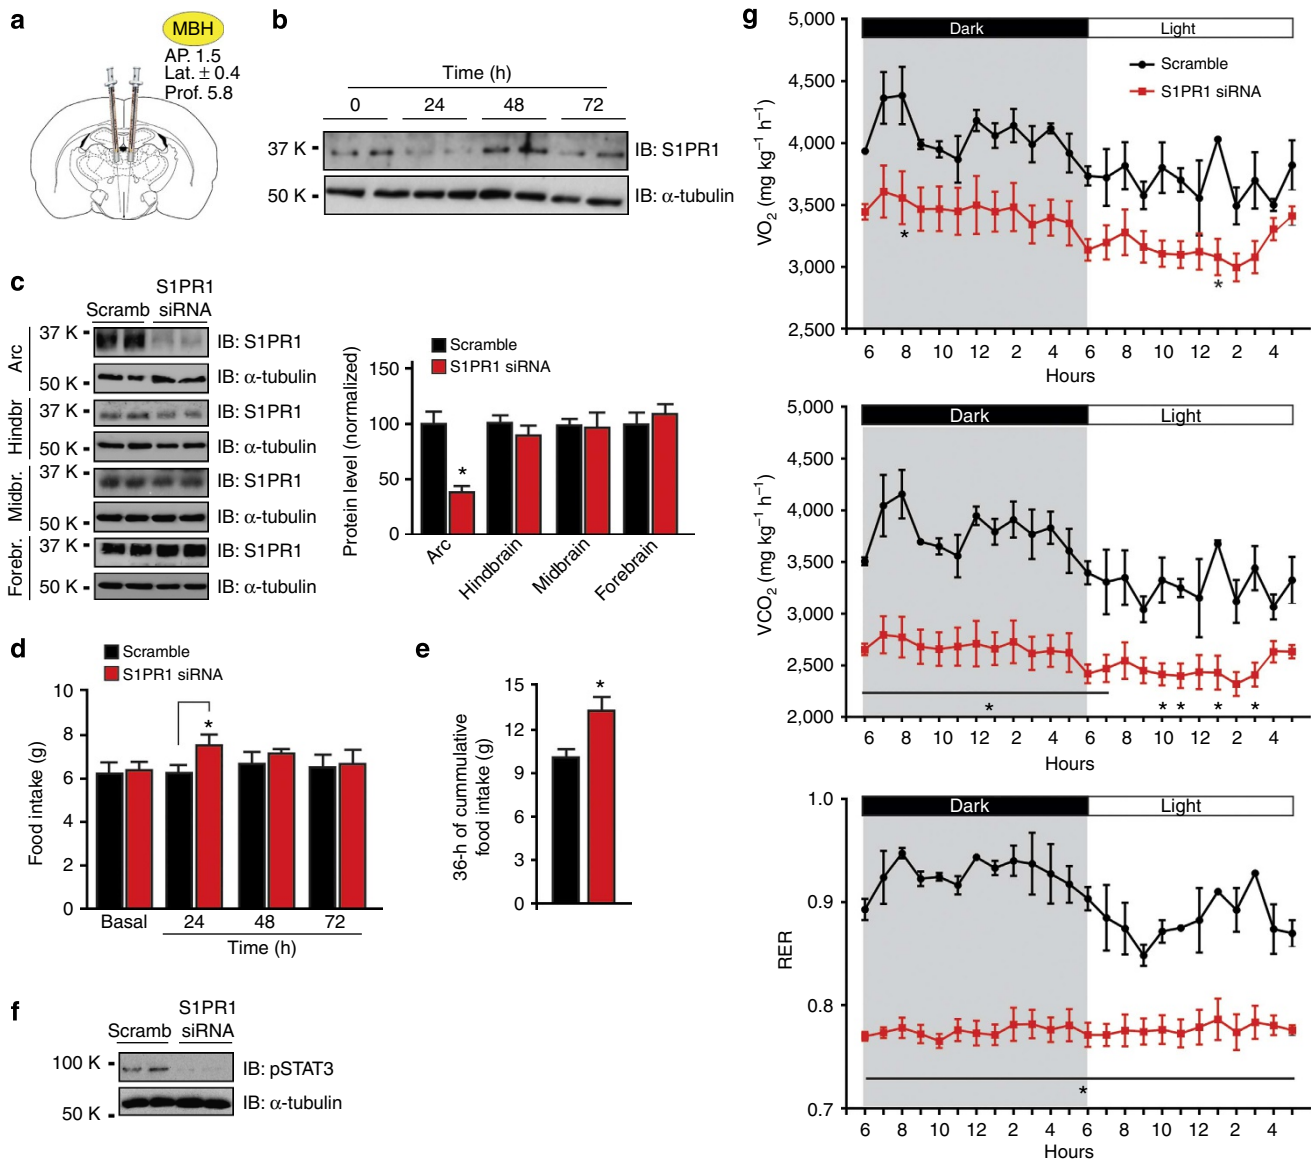 a
MBH
AP. 1.5
Lat. ± 0.4
Prof. 5.8
b
Time (h)
0 24 48 72
37 K
IB: S1PR1
50 K
IB: α-tubulin
c
Scramb
S1PR1
siRNA
Arc
37 K
IB: S1PR1
50 K
IB: α-tubulin
Hindbr
37 K
IB: S1PR1
50 K
IB: α-tubulin
Midbr.
37 K
IB: S1PR1
50 K
IB: α-tubulin
Forebr.
37 K
IB: S1PR1
50 K
IB: α-tubulin
Scramble
S1PR1 siRNA
Protein level (normalized)
150
100
50
0
*
Arc
Hindbrain
Midbrain
Forebrain
d
Scramble
S1PR1 siRNA
Food intake (g)
10
8
6
4
2
0
*
Basal 24 48 72
Time (h)
e
36-h of cummulative
food intake (g)
15
12
9
6
3
0
*
f
Scramb
S1PR1
siRNA
100 K
IB: pSTAT3
50 K
IB: α-tubulin
g
Dark Light
Scramble
S1PR1 siRNA
VO2 (mg kg–1 h–1)
5,000
4,500
4,000
3,500
3,000
2,500
*
*
6 8 10 12 2 4 6 8 10 12 2 4
Hours
Dark Light
VCO2 (mg kg–1 h–1)
5,000
4,500
4,000
3,500
3,000
2,500
2,000
* * * * *
6 8 10 12 2 4 6 8 10 12 2 4
Hours
Dark Light
RER
1.0
0.9
0.8
0.7
*
6 8 10 12 2 4 6 8 10 12 2 4
Hours